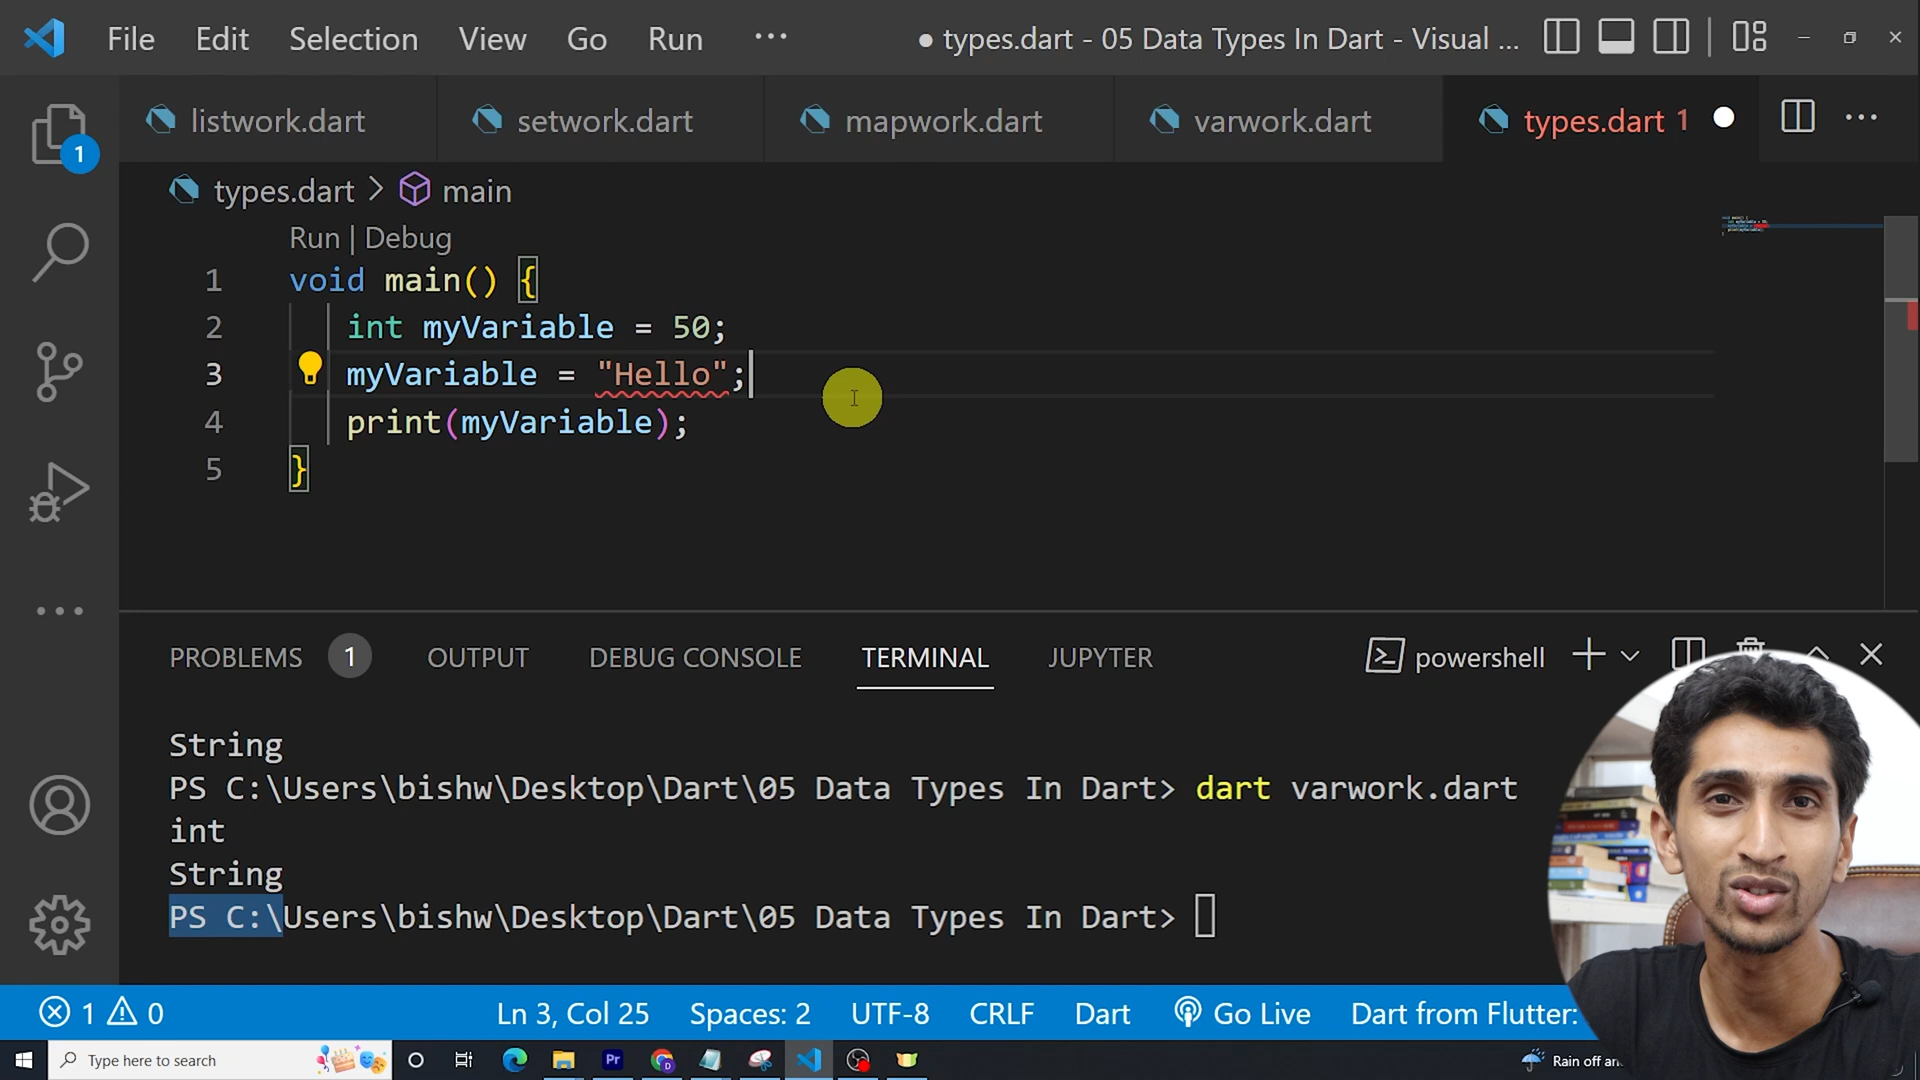 File Edit Selection View Go Run ··· ● types.dart - 05 Data Types In Dart - Visual ...
listwork.dart setwork.dart mapwork.dart varwork.dart types.dart 1
1
types.dart > main
Run | Debug
1 void main() {
2 int myVariable = 50;
3 myVariable = "Hello";
4 print(myVariable);
5 }
PROBLEMS 1 OUTPUT DEBUG CONSOLE TERMINAL JUPYTER powershell
String
PS C:\Users\bishw\Desktop\Dart\05 Data Types In Dart> dart varwork.dart
int
String
PS C:\Users\bishw\Desktop\Dart\05 Data Types In Dart>
1 0 Ln 3, Col 25 Spaces: 2 UTF-8 CRLF Dart Go Live Dart from Flutter:
Type here to search Pr Rain off